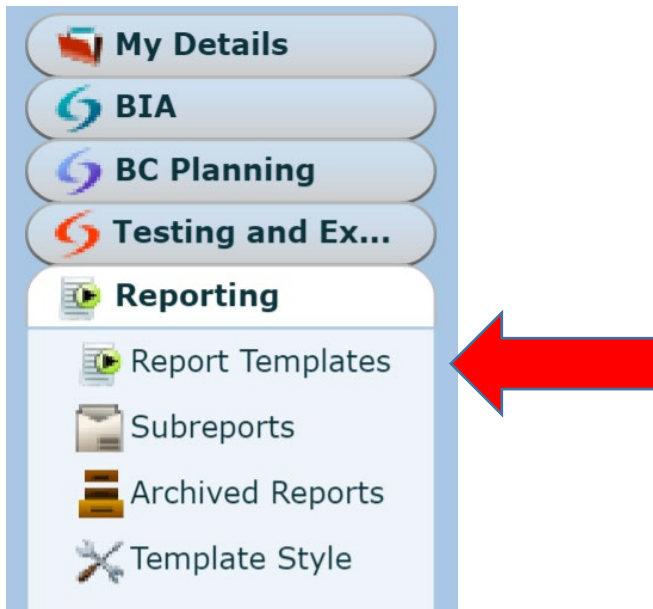 My Details
BIA
BC Planning
Testing and Ex...
Reporting
Report Templates
Subreports
Archived Reports
Template Style